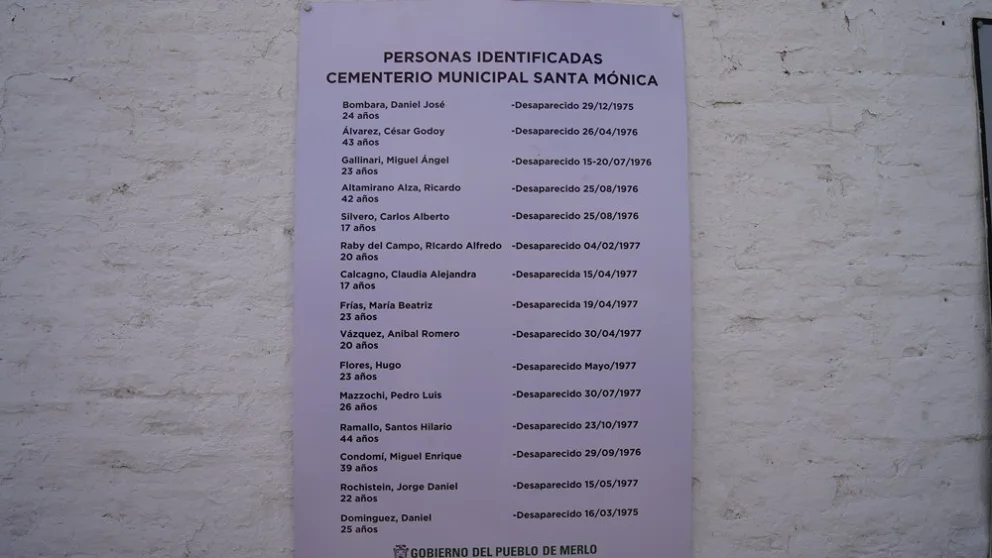 PERSONAS IDENTIFICADAS
CEMENTERIO MUNICIPAL SANTA MÓNICA
Bombara, Daniel José -Desaparecido 29/12/1975
24 años
Álvarez, César Godoy -Desaparecido 26/04/1976
43 años
Gallinari, Miguel Ángel -Desaparecido 15-20/07/1976
23 años
Altamirano Alza, Ricardo -Desaparecido 25/08/1976
42 años
Silvero, Carlos Alberto -Desaparecido 25/08/1976
17 años
Raby del Campo, RIcardo Alfredo -Desaparecido 04/02/1977
20 años
Calcagno, Claudia Alejandra -Desaparecida 15/04/1977
17 años
Frías, María Beatriz -Desaparecida 19/04/1977
23 años
Vázquez, Anibal Romero -Desaparecido 30/04/1977
20 años
Flores, Hugo -Desaparecido Mayo/1977
23 años
Mazzochi, Pedro Luis -Desaparecido 30/07/1977
26 años
Ramallo, Santos Hilario -Desaparecido 23/10/1977
44 años
Condomí, Miguel Enrique -Desaparecido 29/09/1976
39 años
Rochistein, Jorge Daniel -Desaparecido 15/05/1977
22 años
Dominguez, Daniel -Desaparecido 16/03/1975
25 años
GOBIERNO DEL PUEBLO DE MERLO